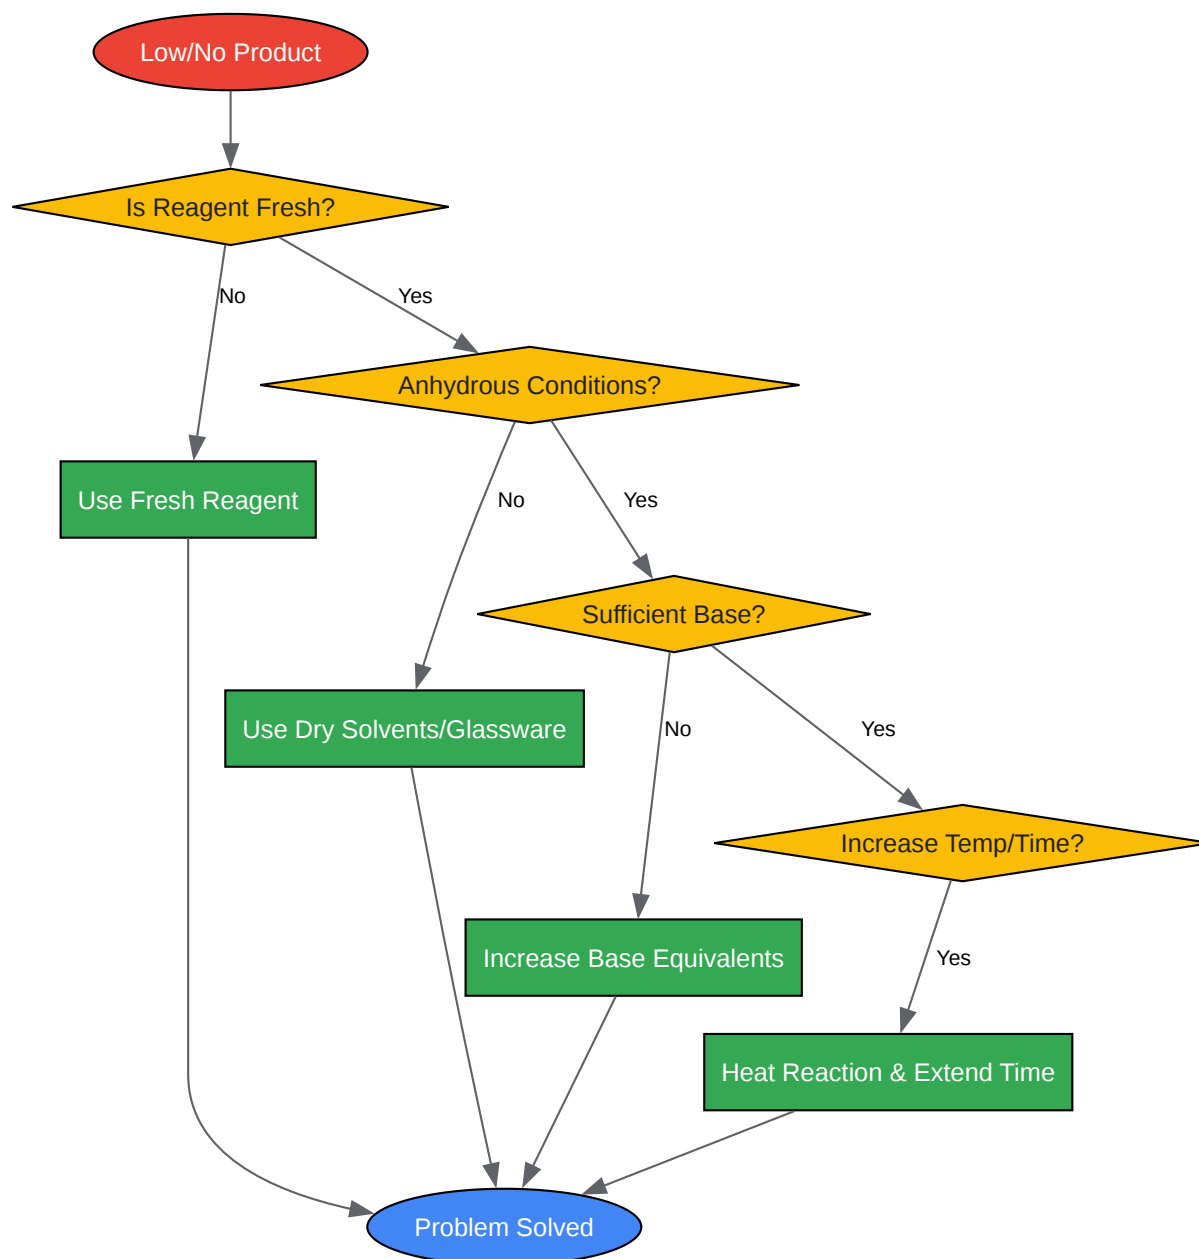 Low/No Product
Is Reagent Fresh?
No
Yes
Anhydrous Conditions?
Use Fresh Reagent
No
Yes
Sufficient Base?
Use Dry Solvents/Glassware
No
Yes
Increase Temp/Time?
Increase Base Equivalents
Yes
Heat Reaction & Extend Time
Problem Solved